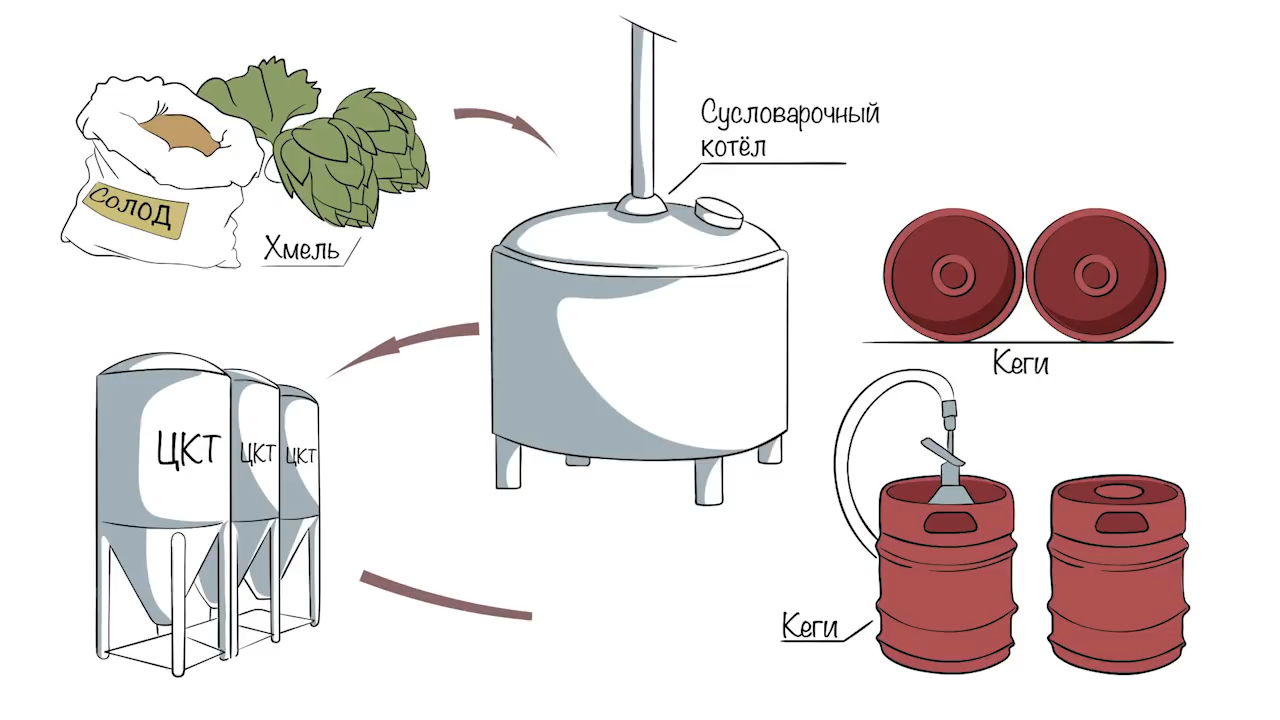 Солод
Хмель
Сусловарочный
котёл
Кеги
ЦКТ
ЦКТ
ЦКТ
Кеги